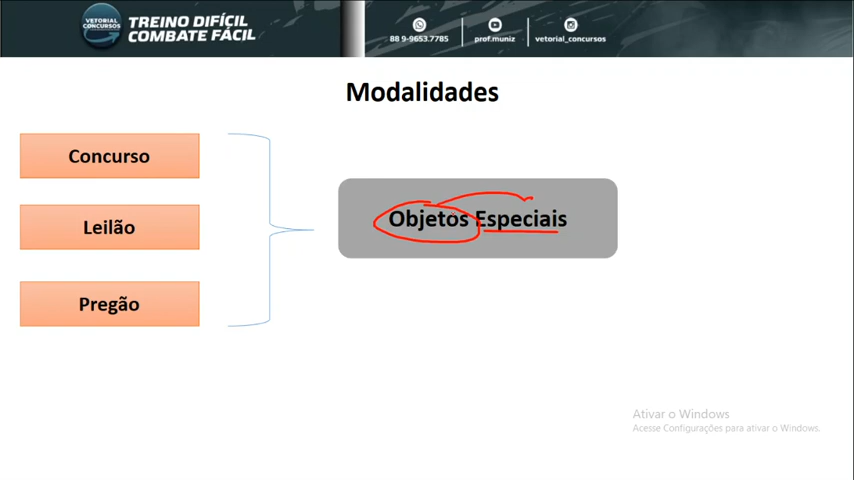 VETORIAL
CONCURSOS
TREINO DIFÍCIL
COMBATE FÁCIL
88 9-9653.7785
prof.muniz
vetorial_concursos
Modalidades
Concurso
Leilão
Pregão
Objetos Especiais
Ativar o Windows
Acesse Configurações para ativar o Windows.